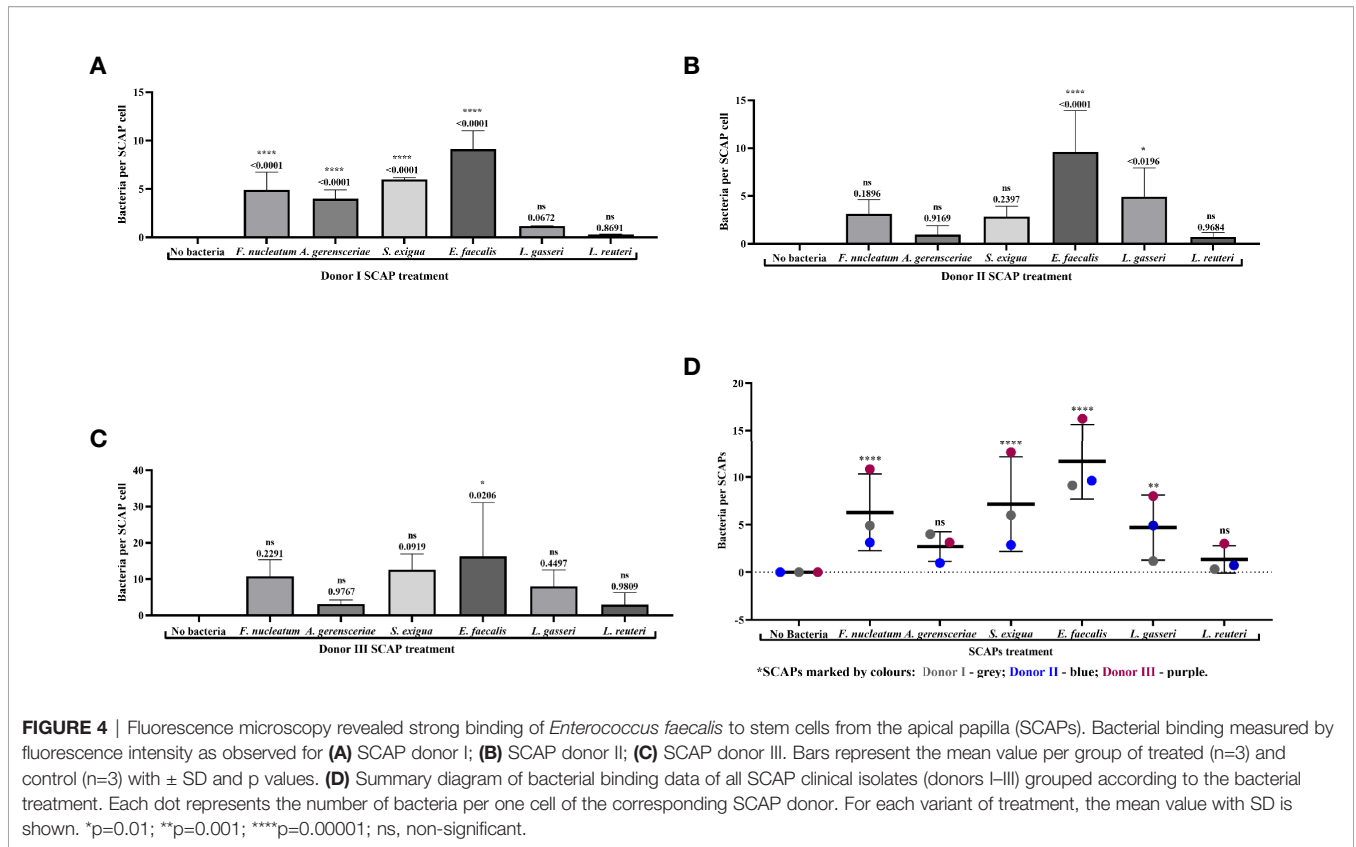 A
Bacteria per SCAP cell
15
10
5
0
****
<0.0001
****
<0.0001
****
<0.0001
****
<0.0001
ns
0.0672
ns
0.8691
No bacteria F. nucleatum A. gerensceriae S. exigua E. faecalis L. gasseri L. reuteri
Donor I SCAP treatment
B
Bacteria per SCAP cell
15
10
5
0
ns
0.1896
ns
0.9169
ns
0.2397
****
<0.0001
*
<0.0196
ns
0.9684
No bacteria F. nucleatum A. gerensceriae S. exigua E. faecalis L. gasseri L. reuteri
Donor II SCAP treatment
C
Bacteria per SCAP cell
40
30
20
10
0
ns
0.2291
ns
0.9767
ns
0.0919
*
0.0206
ns
0.4497
ns
0.9809
No bacteria F. nucleatum A. gerensceriae S. exigua E. faecalis L. gasseri L. reuteri
Donor III SCAP treatment
D
Bacteria per SCAPs
20
15
10
5
0
-5
****
ns
****
****
**
ns
No Bacteria F. nucleatum A. gerensceriae S. exigua E. faecalis L. gasseri L. reuteri
SCAPs treatment
*SCAPs marked by colours: Donor I - grey; Donor II - blue; Donor III - purple.
FIGURE 4 | Fluorescence microscopy revealed strong binding of Enterococcus faecalis to stem cells from the apical papilla (SCAPs). Bacterial binding measured by
fluorescence intensity as observed for (A) SCAP donor I; (B) SCAP donor II; (C) SCAP donor III. Bars represent the mean value per group of treated (n=3) and
control (n=3) with ± SD and p values. (D) Summary diagram of bacterial binding data of all SCAP clinical isolates (donors I–III) grouped according to the bacterial
treatment. Each dot represents the number of bacteria per one cell of the corresponding SCAP donor. For each variant of treatment, the mean value with SD is
shown. *p=0.01; **p=0.001; ****p=0.00001; ns, non-significant.